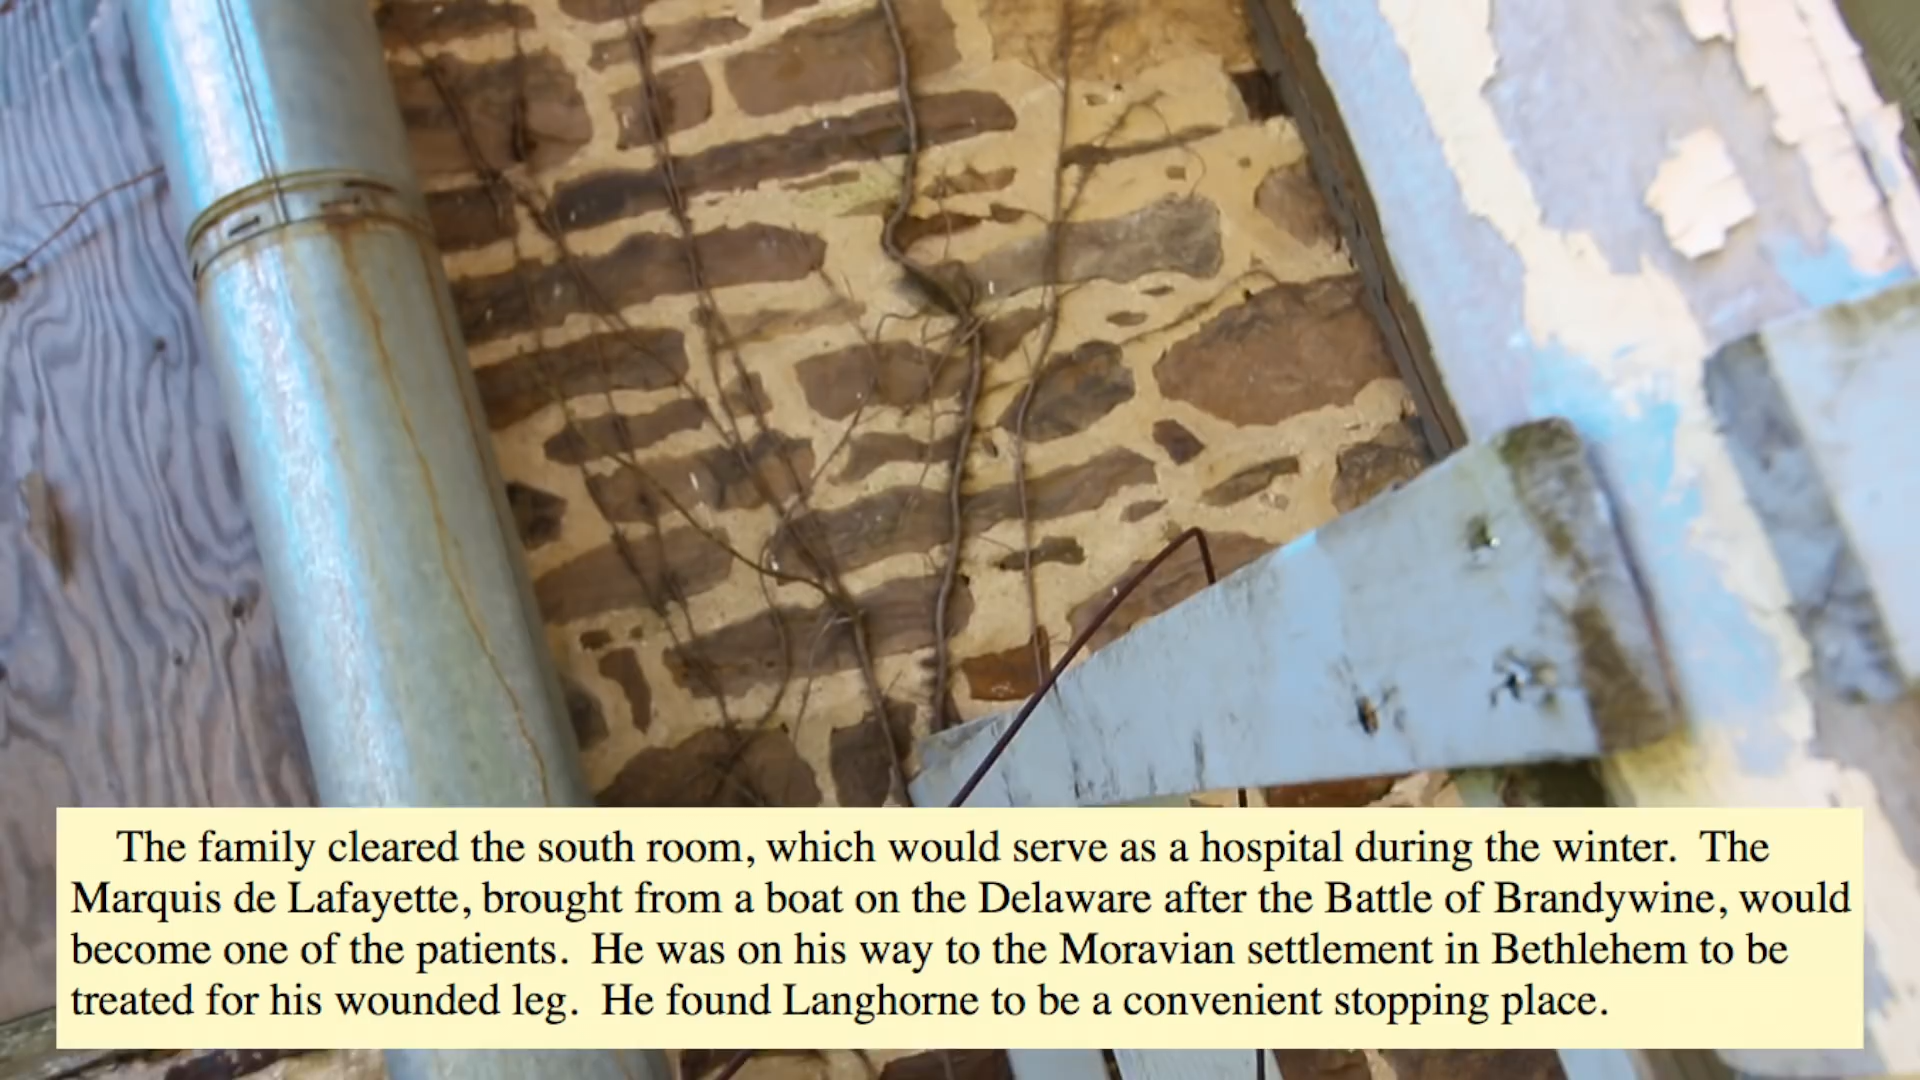 The family cleared the south room, which would serve as a hospital during the winter.  The
Marquis de Lafayette, brought from a boat on the Delaware after the Battle of Brandywine, would
become one of the patients.  He was on his way to the Moravian settlement in Bethlehem to be
treated for his wounded leg.  He found Langhorne to be a convenient stopping place.